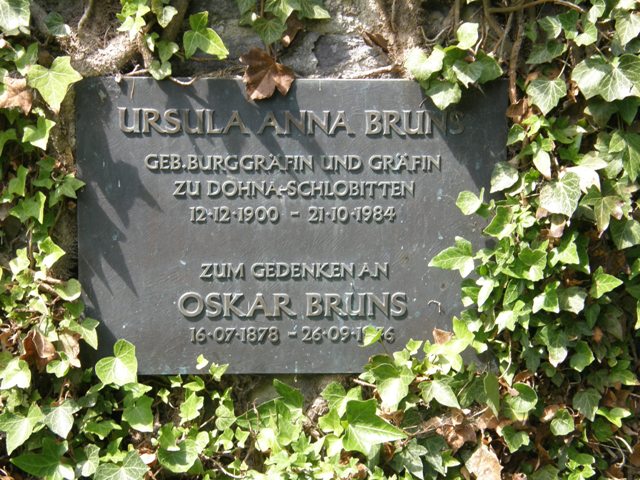 URSULA ANNA BRUNS
GEB.BURGGRÄFIN UND GRÄFIN
ZU DOHNA-SCHLOBITTEN
12·12·1900 - 21·10·1984
ZUM GEDENKEN AN
OSKAR BRUNS
16·07·1878 - 26·09·1946